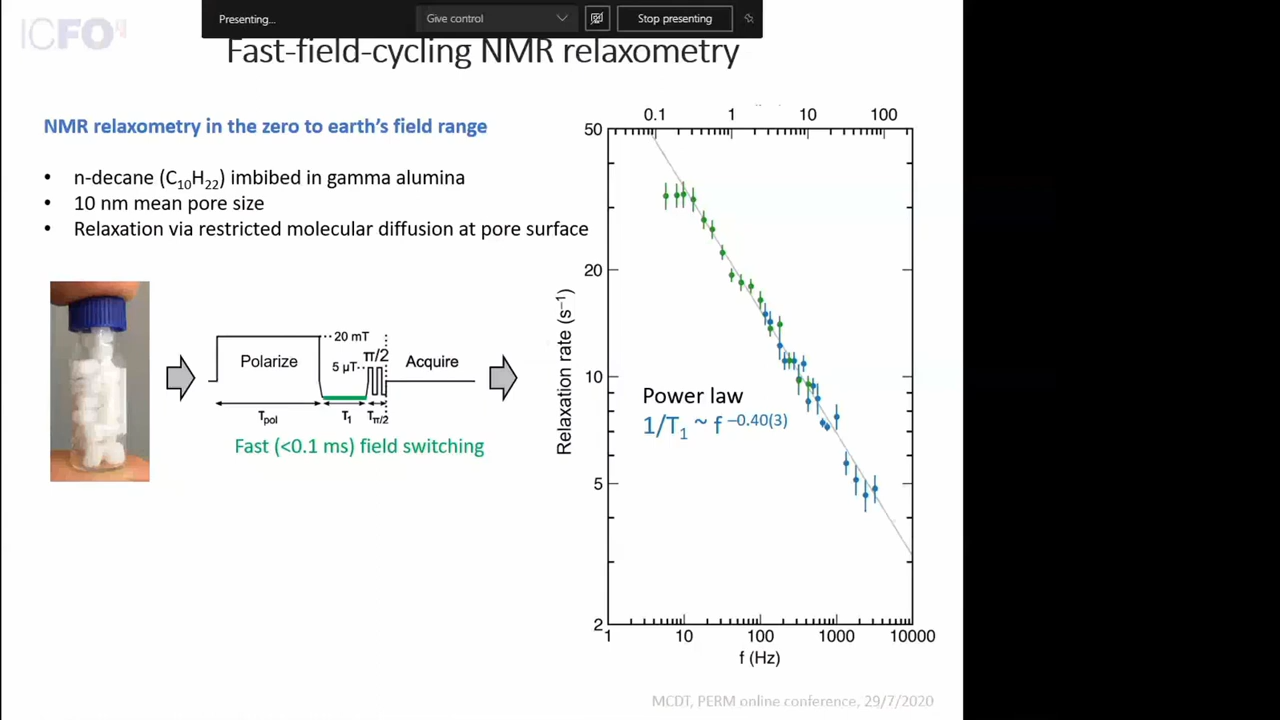 Presenting...
Give control
Stop presenting
ICFO
Fast-field-cycling NMR relaxometry
NMR relaxometry in the zero to earth's field range
• n-decane (C10H22) imbibed in gamma alumina
• 10 nm mean pore size
• Relaxation via restricted molecular diffusion at pore surface
20 mT
Polarize
5 µT
π/2
Acquire
Tpol
T1
Tπ/2
Fast (<0.1 ms) field switching
0.1 1 10 100
50
20
10
5
2
Relaxation rate (s⁻¹)
Power law
1/T1 ~ f −0.40(3)
1 10 100 1000 10000
f (Hz)
MCDT, PERM online conference, 29/7/2020